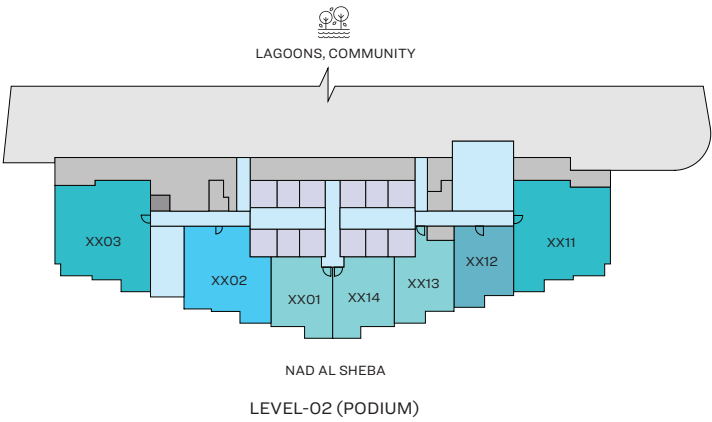 LAGOONS, COMMUNITY
XX03
XX02
XX01
XX14
XX13
XX12
XX11
NAD AL SHEBA
LEVEL-02 (PODIUM)